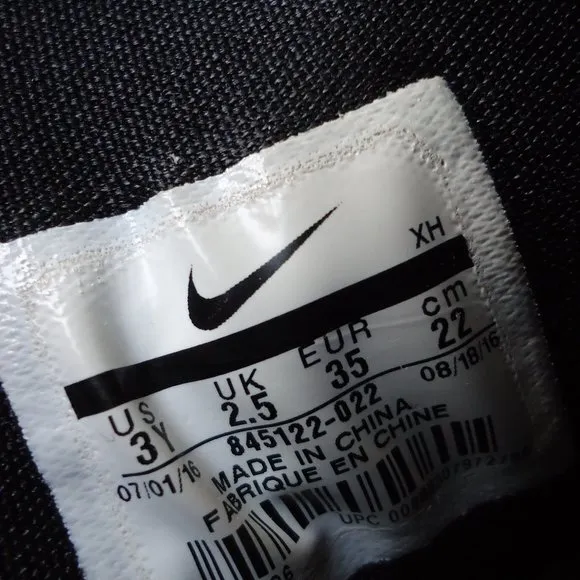 XH
US UK EUR cm
3Y 2.5 35 22
07/01/16 845122-022 08/18/16
MADE IN CHINA
FABRIQUE EN CHINE
UPC